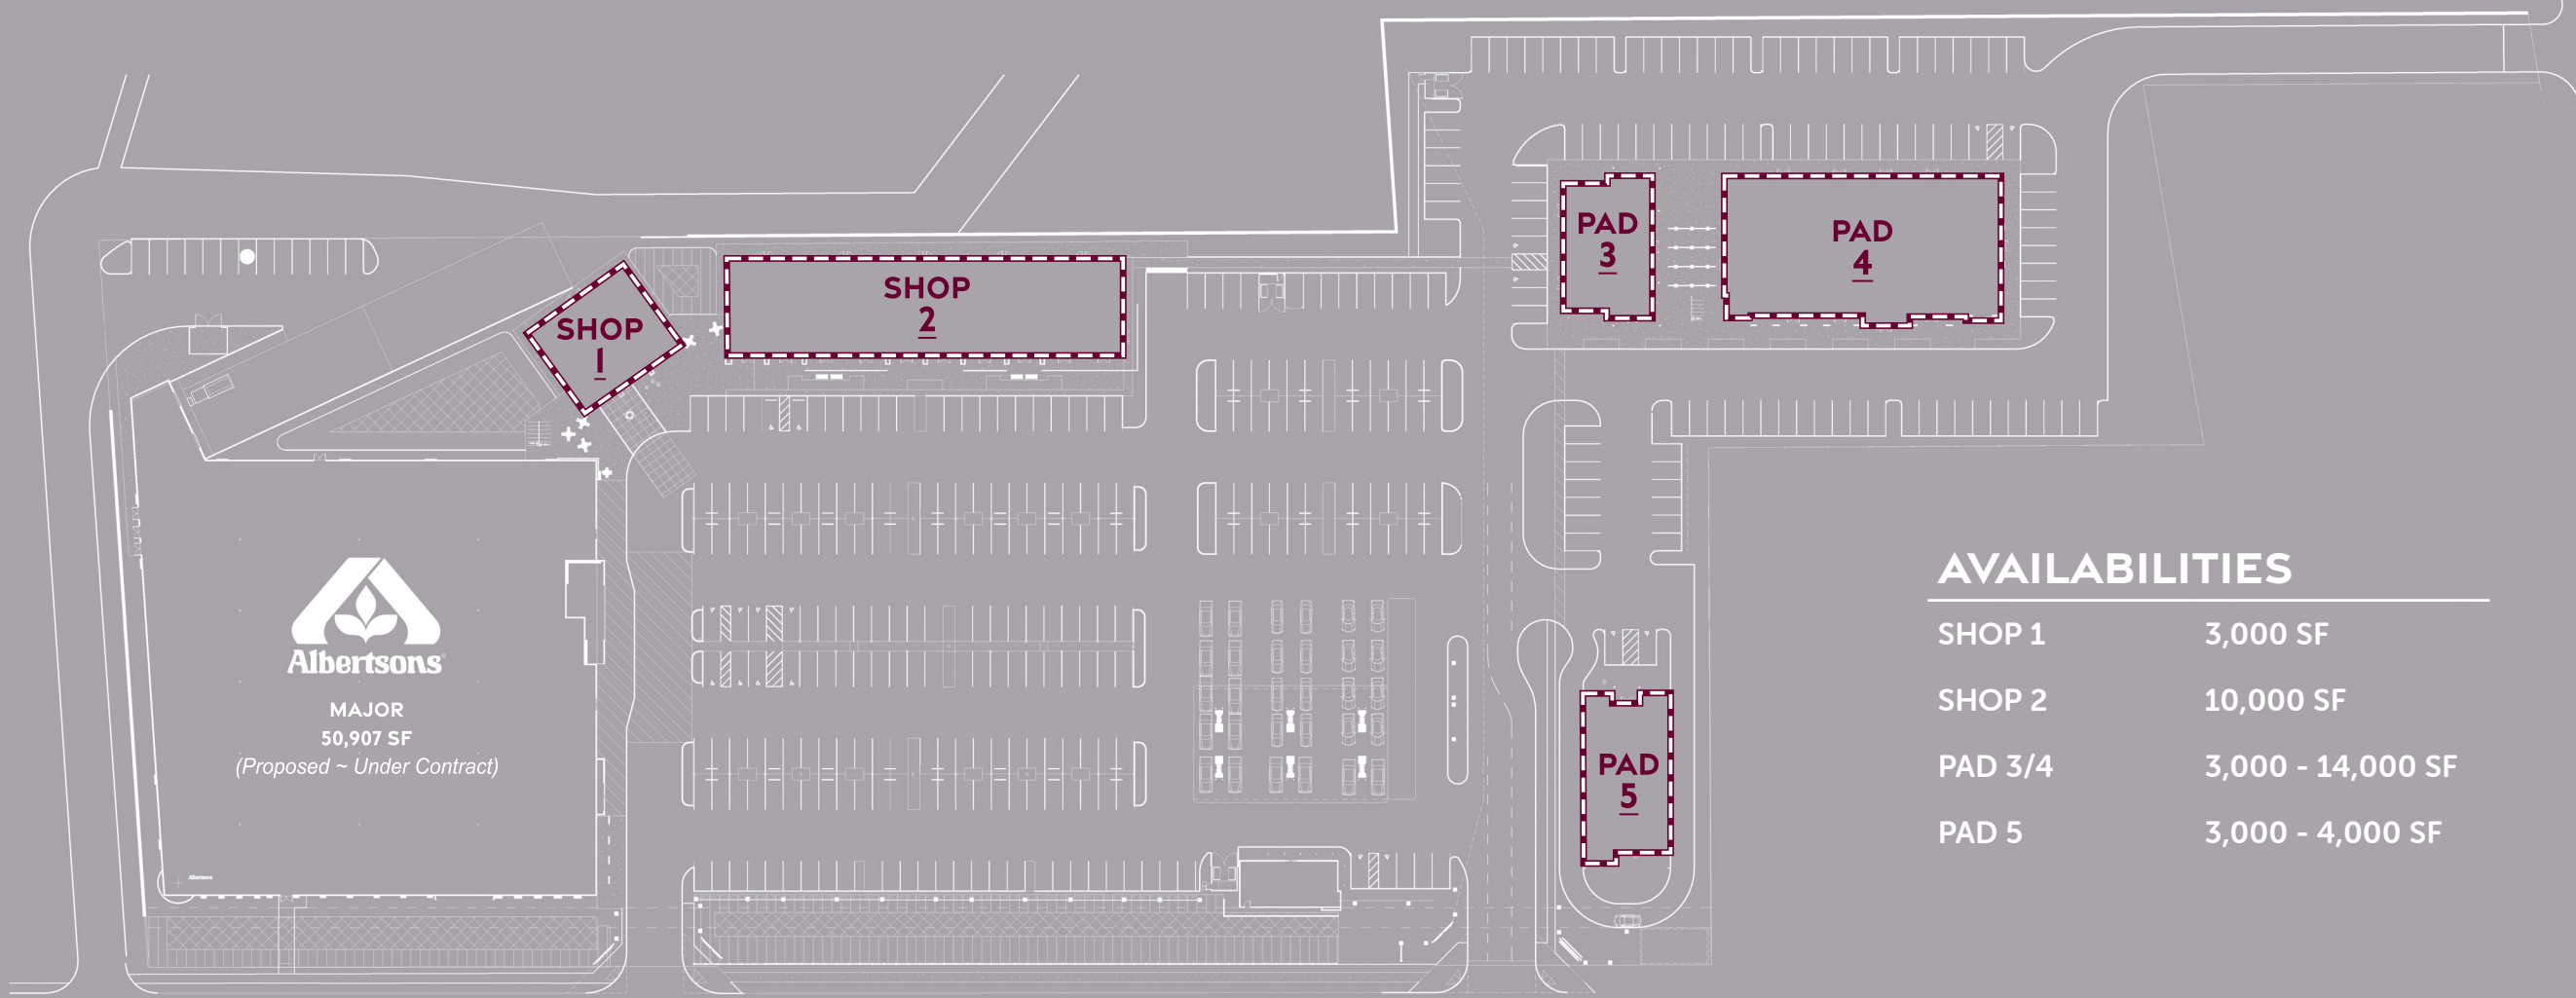 PAD
3
PAD
4
SHOP
2
SHOP
1
Albertsons
MAJOR
50,907 SF
(Proposed ~ Under Contract)
Albertsons
PAD
5
AVAILABILITIES
SHOP 1 3,000 SF
SHOP 2 10,000 SF
PAD 3/4 3,000 - 14,000 SF
PAD 5 3,000 - 4,000 SF